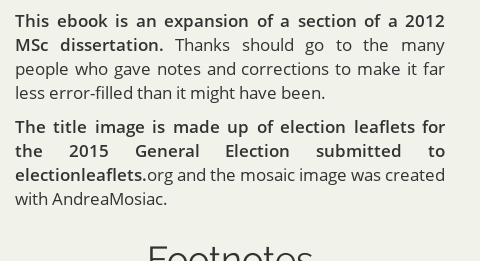 This ebook is an expansion of a section of a 2012
MSc dissertation. Thanks should go to the many
people who gave notes and corrections to make it far
less error-filled than it might have been.
The title image is made up of election leaflets for
the 2015 General Election submitted to
electionleaflets.org and the mosaic image was created
with AndreaMosiac.
Footnotes